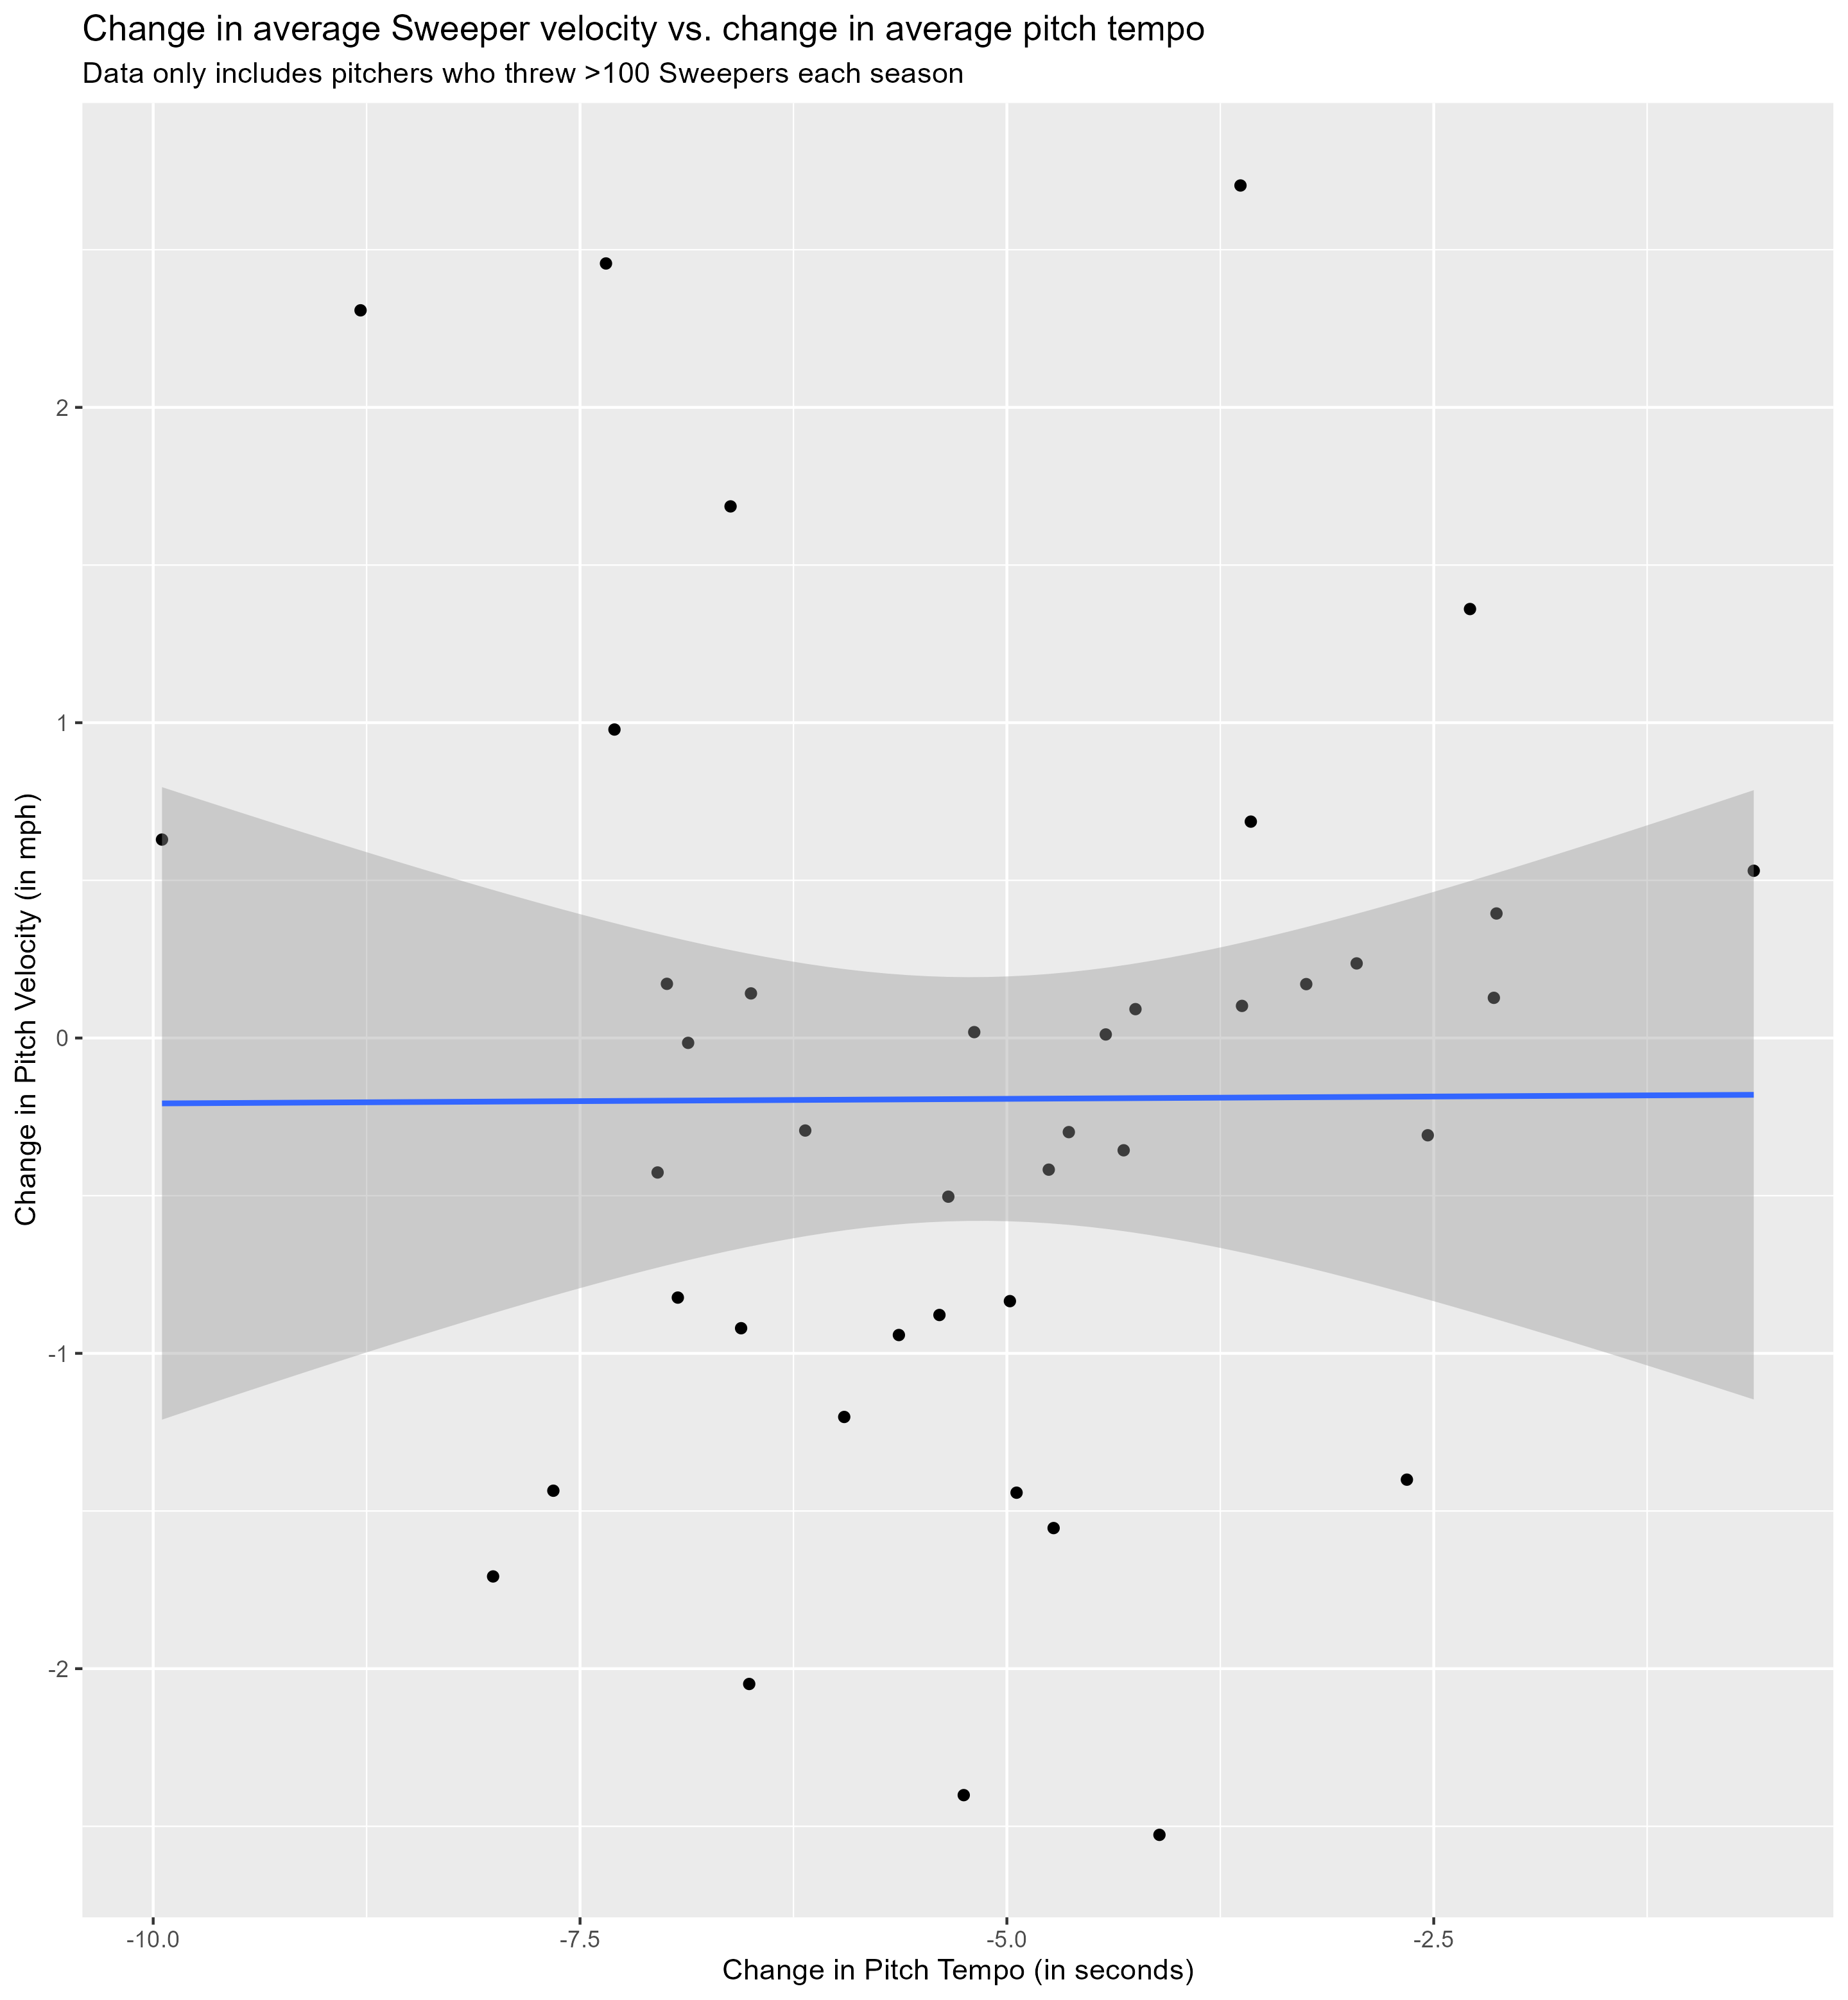 Change in average Sweeper velocity vs. change in average pitch tempo
Data only includes pitchers who threw >100 Sweepers each season
Change in Pitch Velocity (in mph)
2
1
0
-1
-2
-10.0
-7.5
-5.0
-2.5
Change in Pitch Tempo (in seconds)